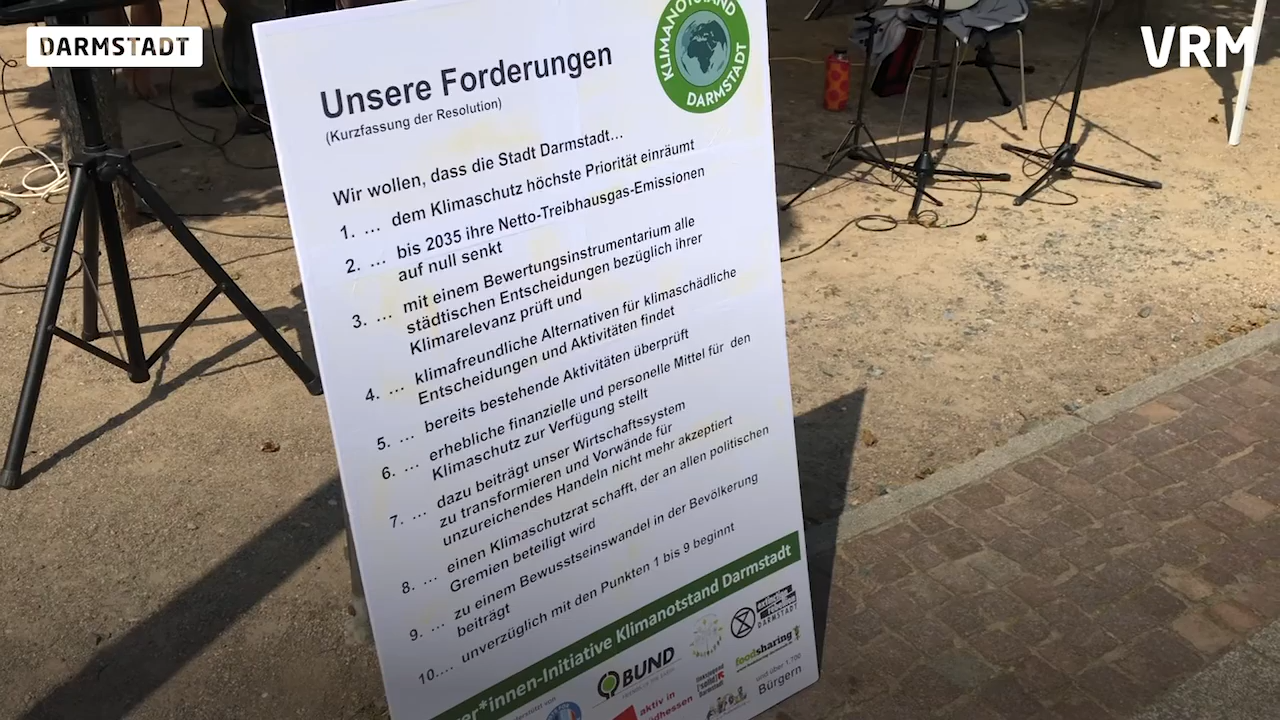 DARMSTADT
VRM
KLIMANOTSTAND
DARMSTADT
Unsere Forderungen
(Kurzfassung der Resolution)
Wir wollen, dass die Stadt Darmstadt...
1. ... dem Klimaschutz höchste Priorität einräumt
2. ... bis 2035 ihre Netto-Treibhausgas-Emissionen
auf null senkt
3. ... mit einem Bewertungsinstrumentarium alle
städtischen Entscheidungen bezüglich ihrer
Klimarelevanz prüft und
4. ... klimafreundliche Alternativen für klimaschädliche
Entscheidungen und Aktivitäten findet
5. ... bereits bestehende Aktivitäten überprüft
6. ... erhebliche finanzielle und personelle Mittel für den
Klimaschutz zur Verfügung stellt
7. ... dazu beiträgt unser Wirtschaftssystem
zu transformieren und Vorwände für
unzureichendes Handeln nicht mehr akzeptiert
8. ... einen Klimaschutzrat schafft, der an allen politischen
Gremien beteiligt wird
9. ... zu einem Bewusstseinswandel in der Bevölkerung
beiträgt
10.... unverzüglich mit den Punkten 1 bis 9 beginnt
er*innen-Initiative Klimanotstand Darmstadt
BUND
extinction
rebellion
DARMSTADT
foodsharing
aktiv in
und über 1.700
Bürgern